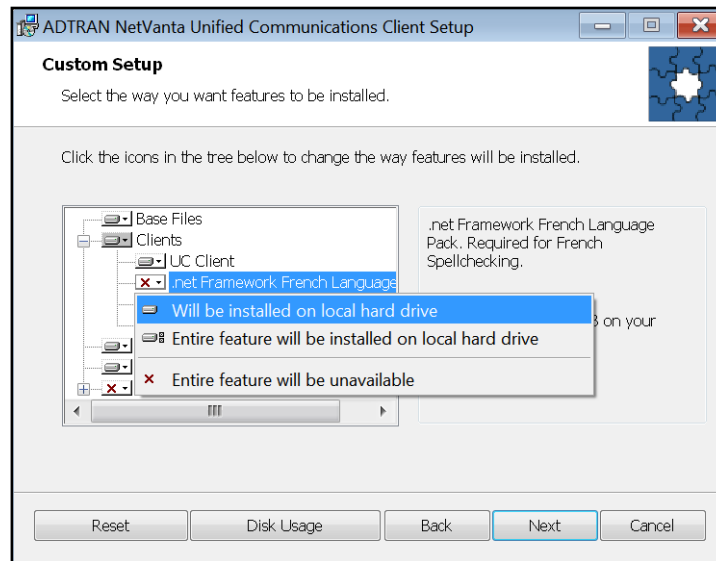 ADTRAN NetVanta Unified Communications Client Setup
Custom Setup
Select the way you want features to be installed.
Click the icons in the tree below to change the way features will be installed.
Base Files
Clients
UC Client
.net Framework French Language
Will be installed on local hard drive
Entire feature will be installed on local hard drive
Entire feature will be unavailable
.net Framework French Language
Pack. Required for French
Spellchecking.
on your
Reset
Disk Usage
Back
Next
Cancel